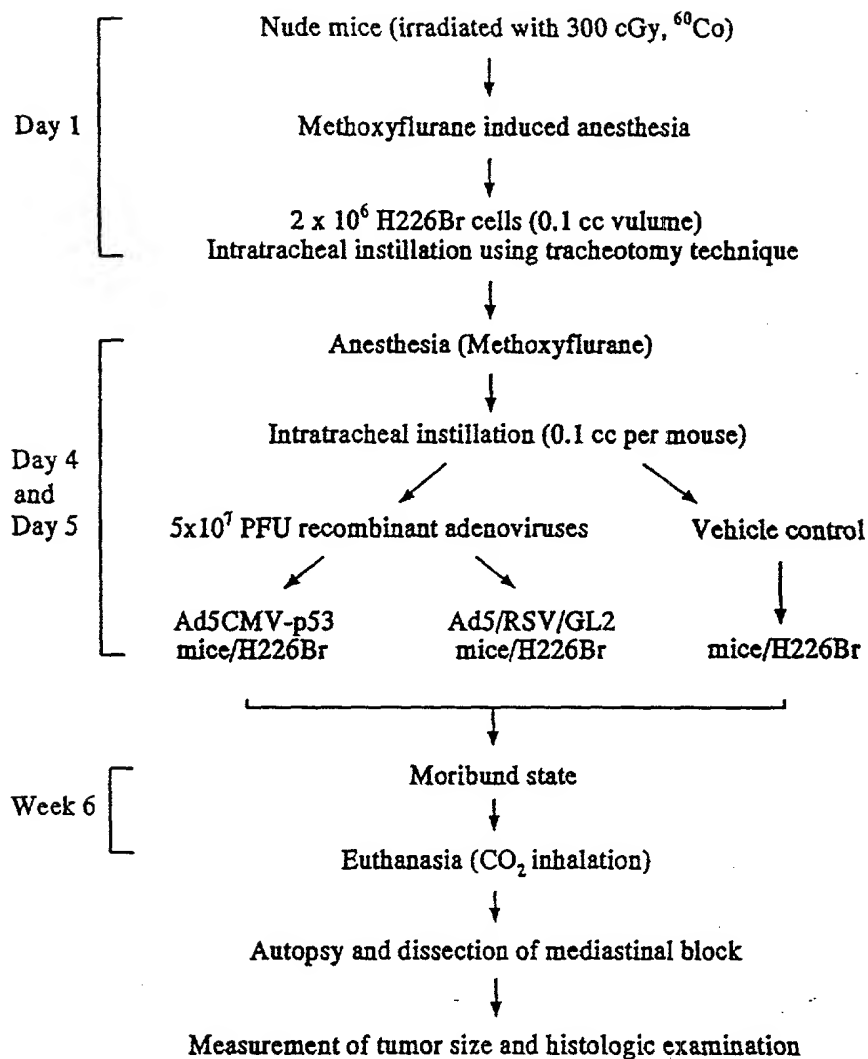 Nude mice (irradiated with 300 cGy, ⁶⁰Co)
Day 1
Methoxyflurane induced anesthesia
2 x 10⁶ H226Br cells (0.1 cc vulume)
Intratracheal instillation using tracheotomy technique
Anesthesia (Methoxyflurane)
Intratracheal instillation (0.1 cc per mouse)
Day 4
and
Day 5
5x10⁷ PFU recombinant adenoviruses
Vehicle control
Ad5CMV-p53
mice/H226Br
Ad5/RSV/GL2
mice/H226Br
mice/H226Br
Moribund state
Week 6
Euthanasia (CO₂ inhalation)
Autopsy and dissection of mediastinal block
Measurement of tumor size and histologic examination